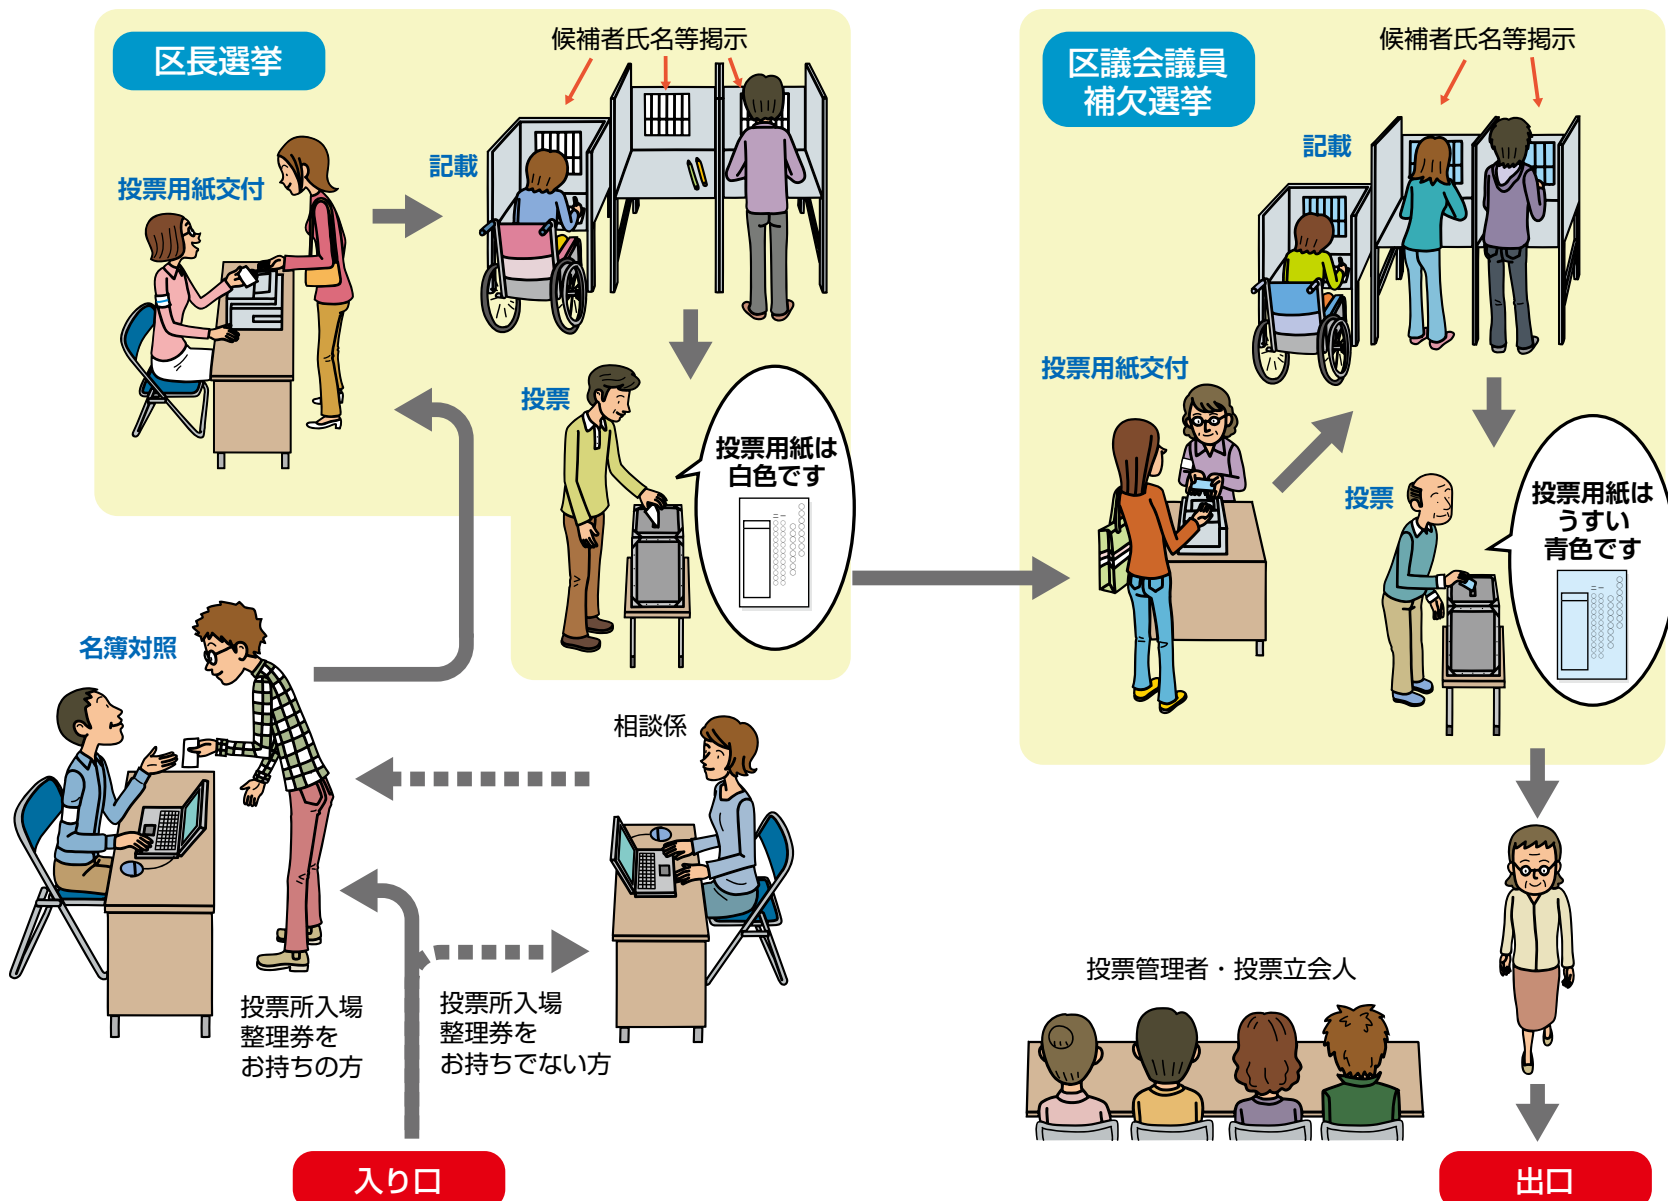 区長選挙
候補者氏名等掲示
記載
投票用紙交付
投票
投票用紙は
白色です
区議会議員
補欠選挙
候補者氏名等掲示
記載
投票用紙交付
投票
投票用紙は
うすい
青色です
名簿対照
相談係
投票所入場
整理券を
お持ちの方
投票所入場
整理券を
お持ちでない方
投票管理者・投票立会人
入り口
出口